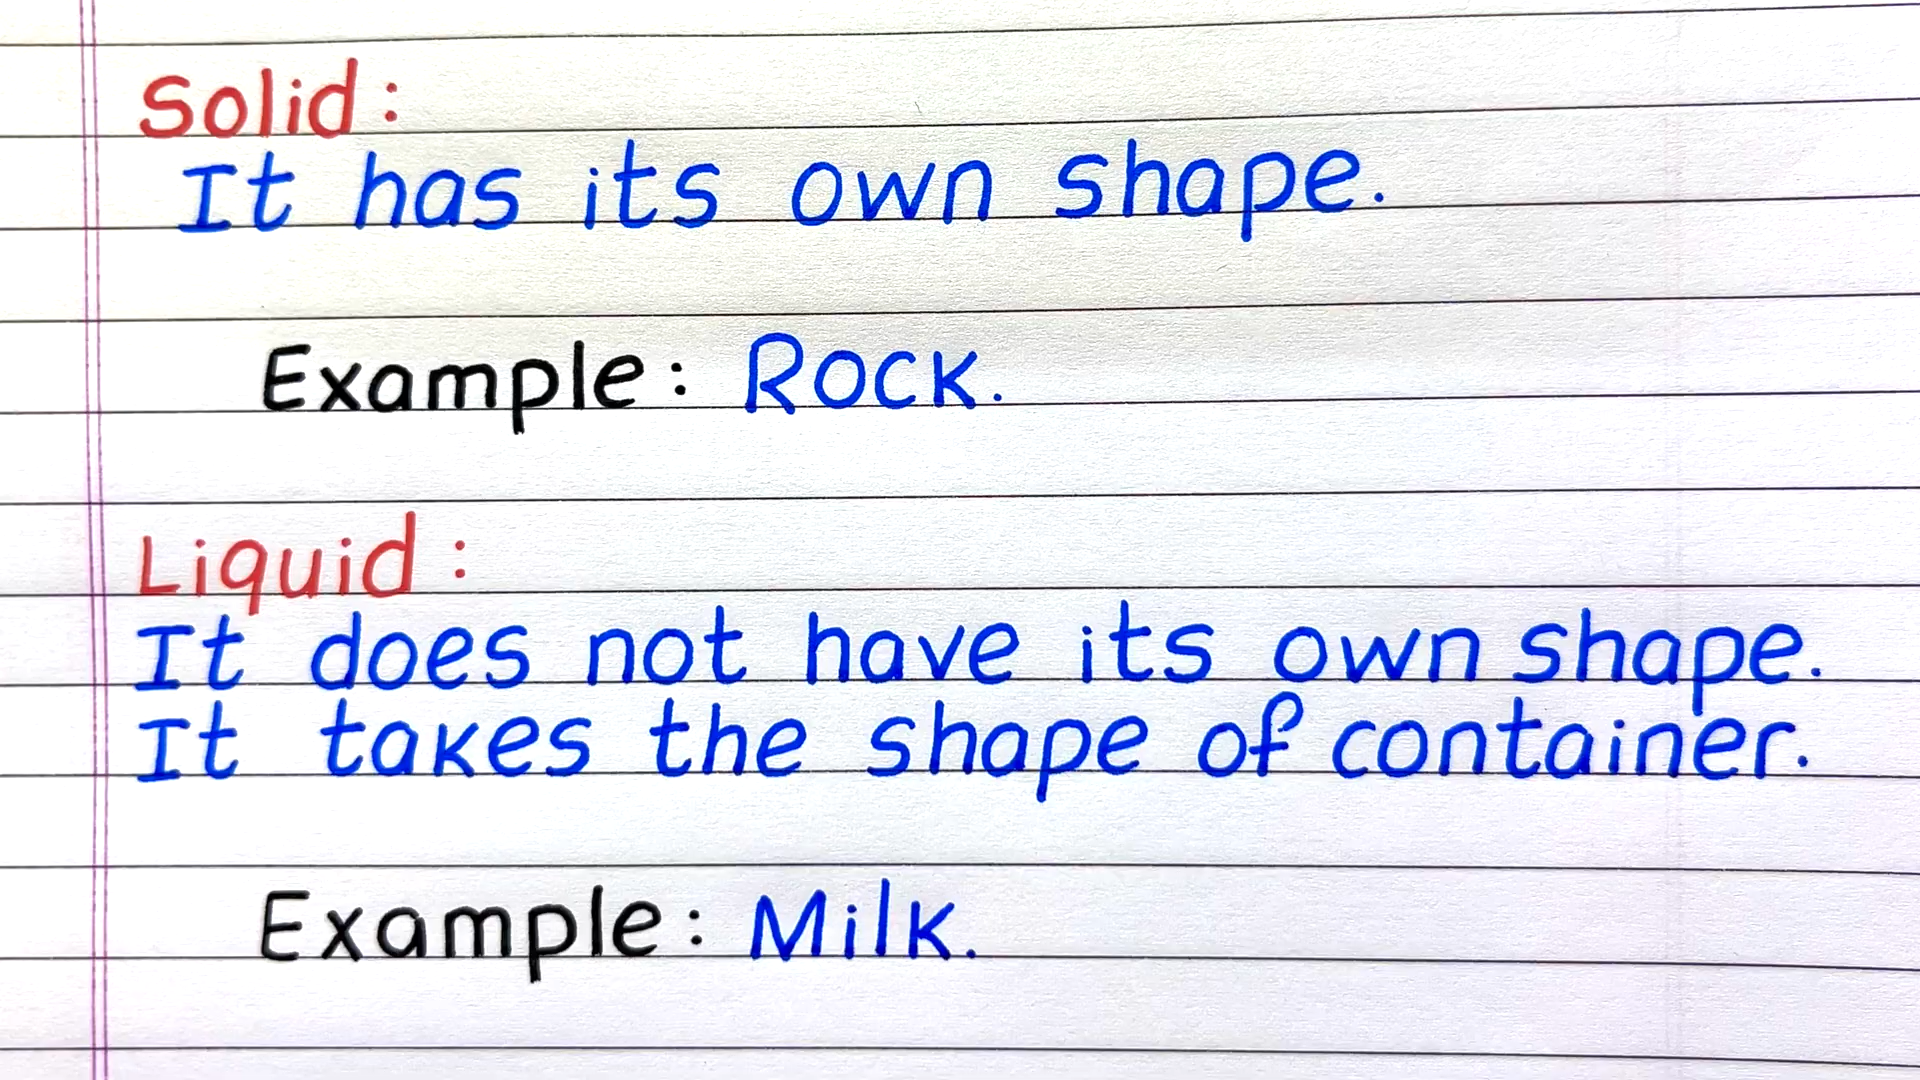 Solid:
It has its own shape.
Example: Rock.
Liquid:
It does not have its own shape.
It takes the shape of container.
Example: Milk.